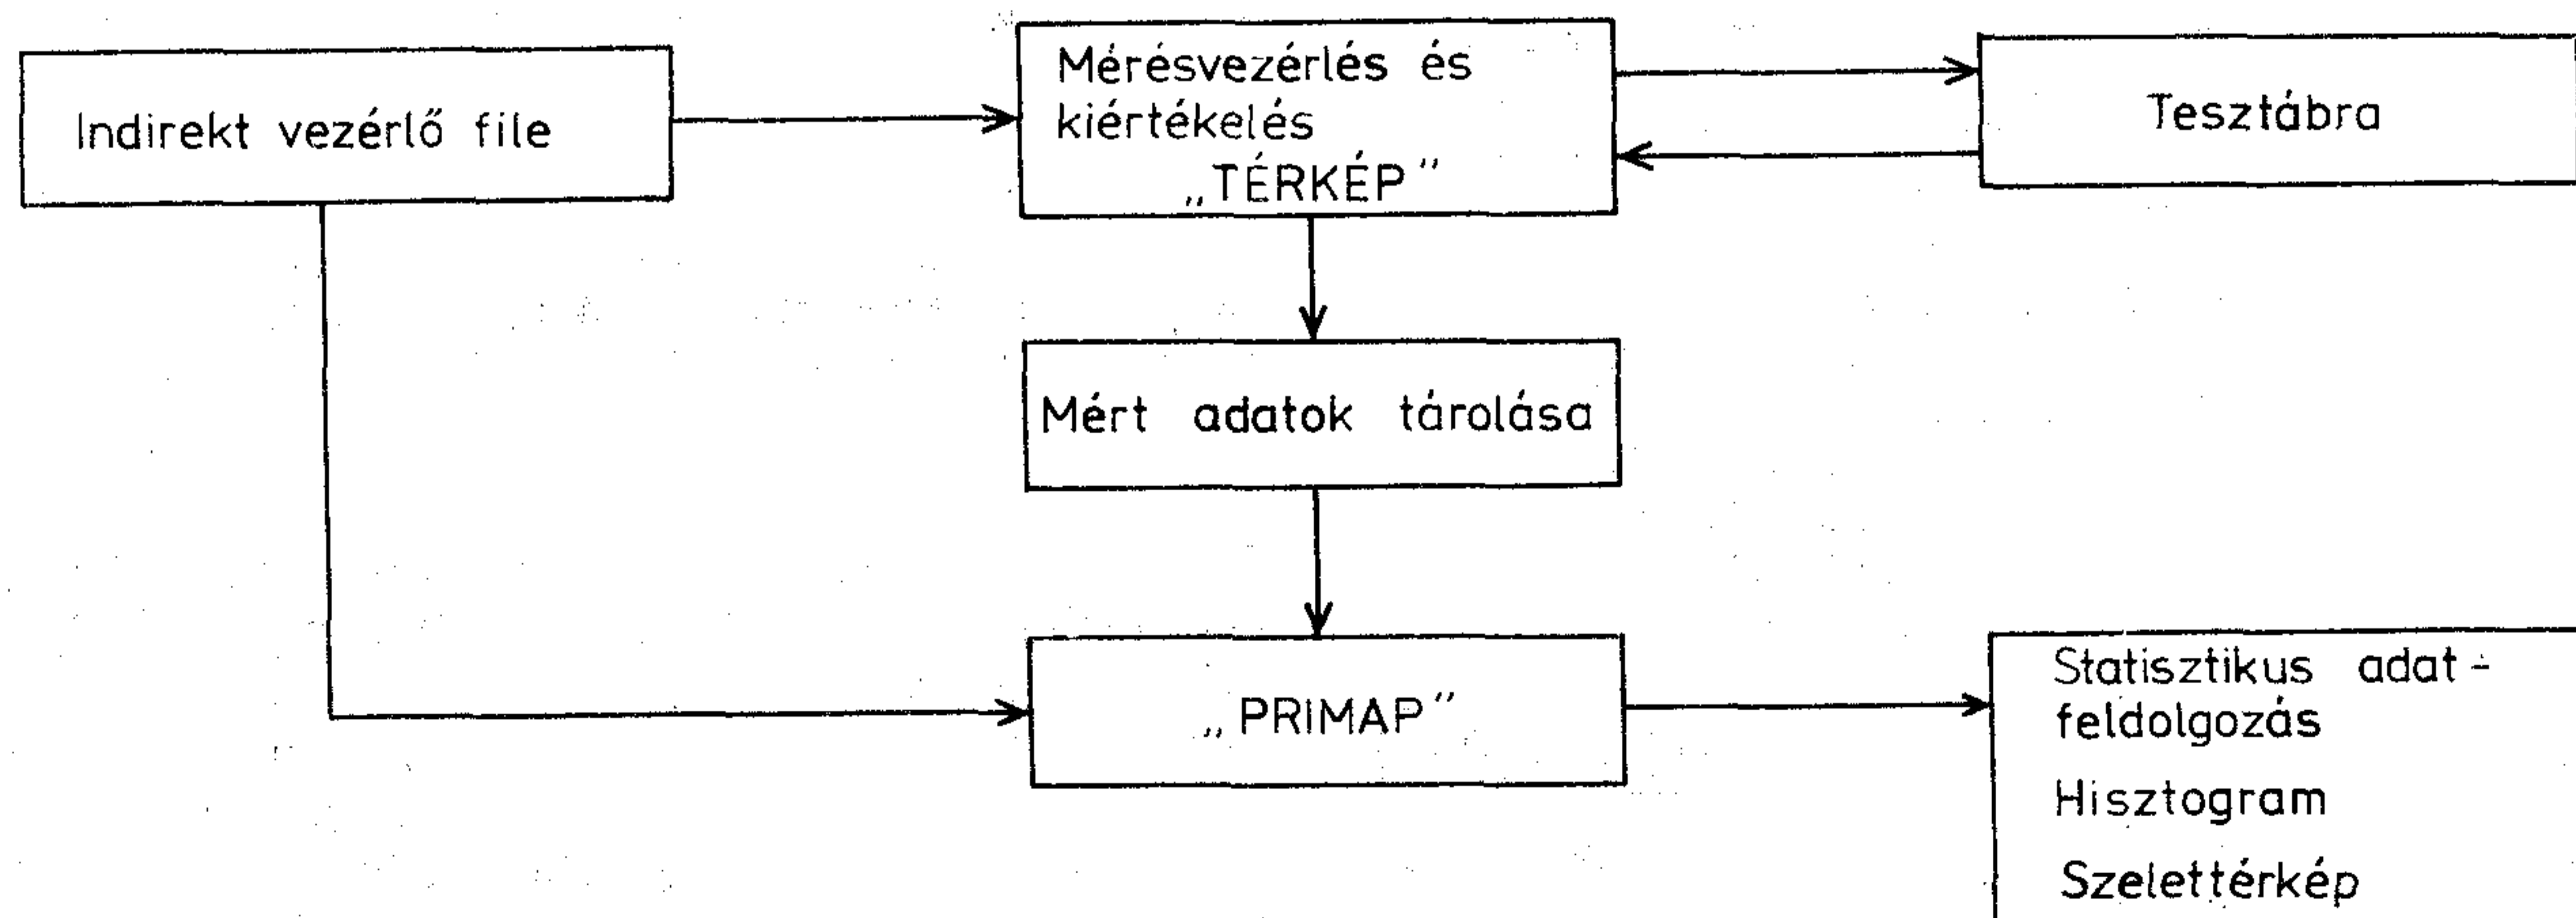 Indirekt vezérlő file
Mérésvezérlés és
kiértékelés
„TÉRKÉP”
Tesztábra
Mért adatok tárolása
„PRIMAP”
Statisztikus adat-
feldolgozás
Hisztogram
Szelettérkép